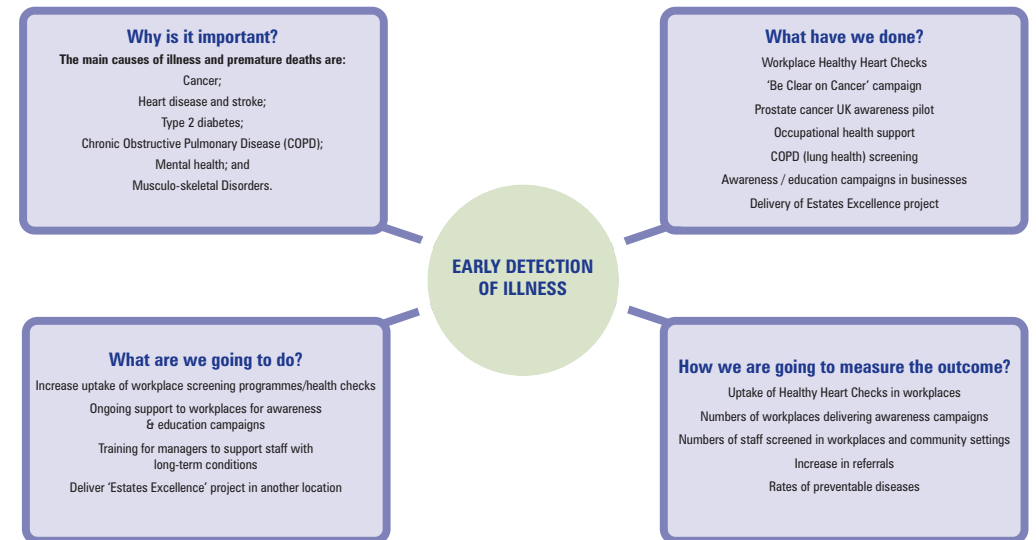 Why is it important?
The main causes of illness and premature deaths are:
Cancer;
Heart disease and stroke;
Type 2 diabetes;
Chronic Obstructive Pulmonary Disease (COPD);
Mental health; and
Musculo-skeletal Disorders.
What have we done?
Workplace Healthy Heart Checks
‘Be Clear on Cancer’ campaign
Prostate cancer UK awareness pilot
Occupational health support
COPD (lung health) screening
Awareness / education campaigns in businesses
Delivery of Estates Excellence project
EARLY DETECTION
OF ILLNESS
What are we going to do?
Increase uptake of workplace screening programmes/health checks
Ongoing support to workplaces for awareness
& education campaigns
Training for managers to support staff with
long-term conditions
Deliver ‘Estates Excellence’ project in another location
How we are going to measure the outcome?
Uptake of Healthy Heart Checks in workplaces
Numbers of workplaces delivering awareness campaigns
Numbers of staff screened in workplaces and community settings
Increase in referrals
Rates of preventable diseases